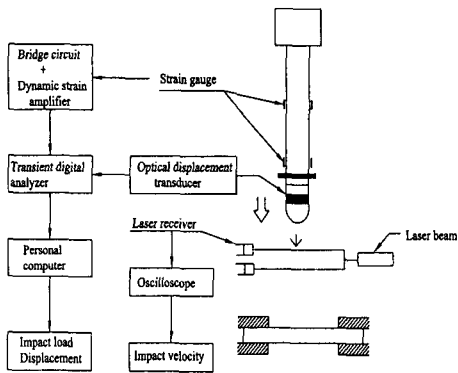 Bridge circuit
+
Dynamic strain
amplifier
Strain gauge
Transient digital
analyzer
Optical displacement
transducer
Laser receiver
Laser beam
Personal
computer
Oscilloscope
Impact load
Displacement
Impact velocity